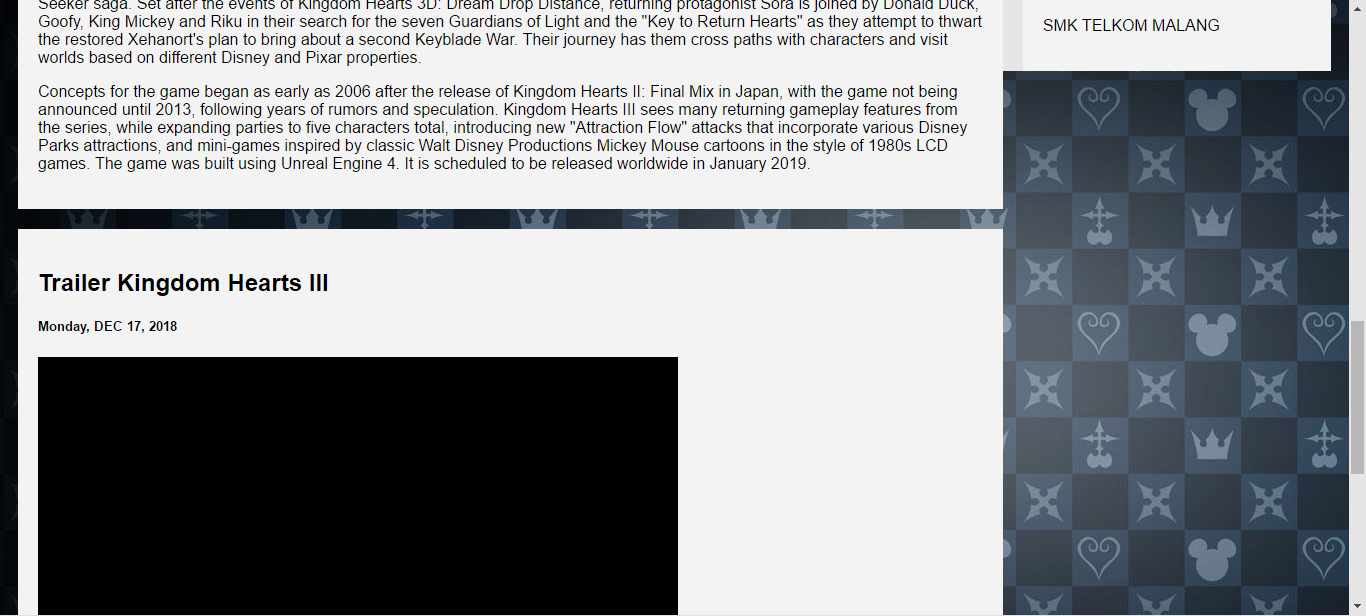 Seeker saga. Set after the events of Kingdom Hearts 3D: Dream Drop Distance, returning protagonist Sora is joined by Donald Duck,
Goofy, King Mickey and Riku in their search for the seven Guardians of Light and the "Key to Return Hearts" as they attempt to thwart
the restored Xehanort's plan to bring about a second Keyblade War. Their journey has them cross paths with characters and visit
worlds based on different Disney and Pixar properties.
Concepts for the game began as early as 2006 after the release of Kingdom Hearts II: Final Mix in Japan, with the game not being
announced until 2013, following years of rumors and speculation. Kingdom Hearts III sees many returning gameplay features from
the series, while expanding parties to five characters total, introducing new "Attraction Flow" attacks that incorporate various Disney
Parks attractions, and mini-games inspired by classic Walt Disney Productions Mickey Mouse cartoons in the style of 1980s LCD
games. The game was built using Unreal Engine 4. It is scheduled to be released worldwide in January 2019.
Trailer Kingdom Hearts III
Monday, DEC 17, 2018
SMK TELKOM MALANG